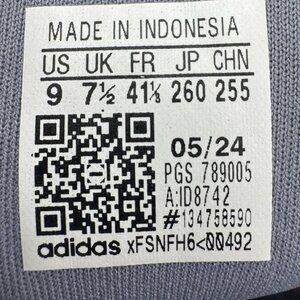 MADE IN INDONESIA
US UK FR JP CHN
9 7½ 41⅓ 260 255
05/24
PGS 789005
A:ID8742
#134758590
adidas xFSNFH6<00492